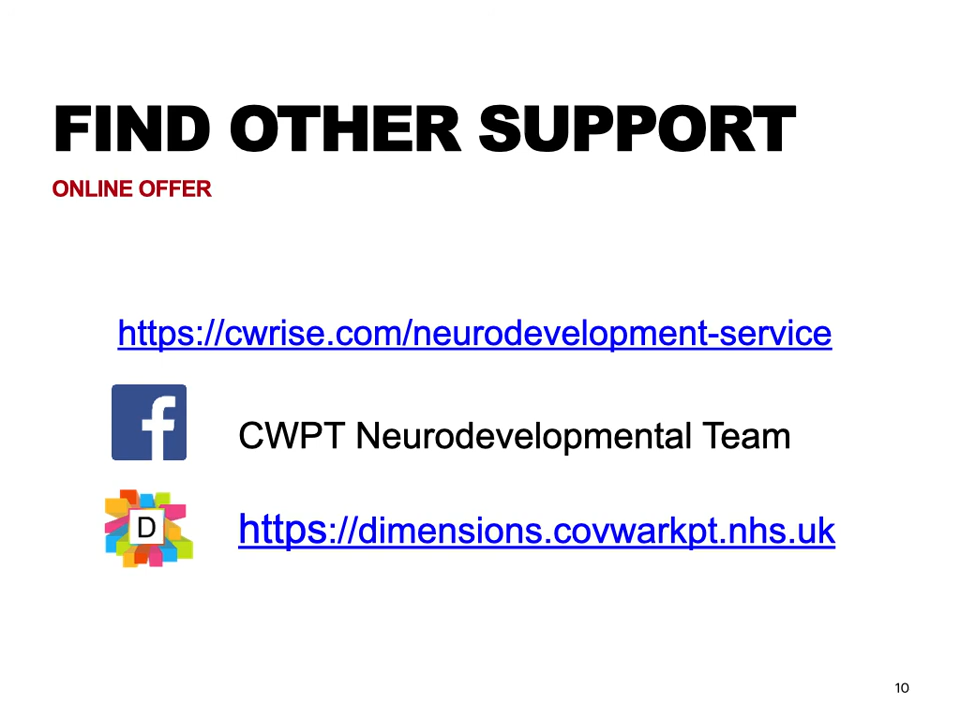 FIND OTHER SUPPORT
ONLINE OFFER
https://cwrise.com/neurodevelopment-service
f
CWPT Neurodevelopmental Team
D
https://dimensions.covwarkpt.nhs.uk
10